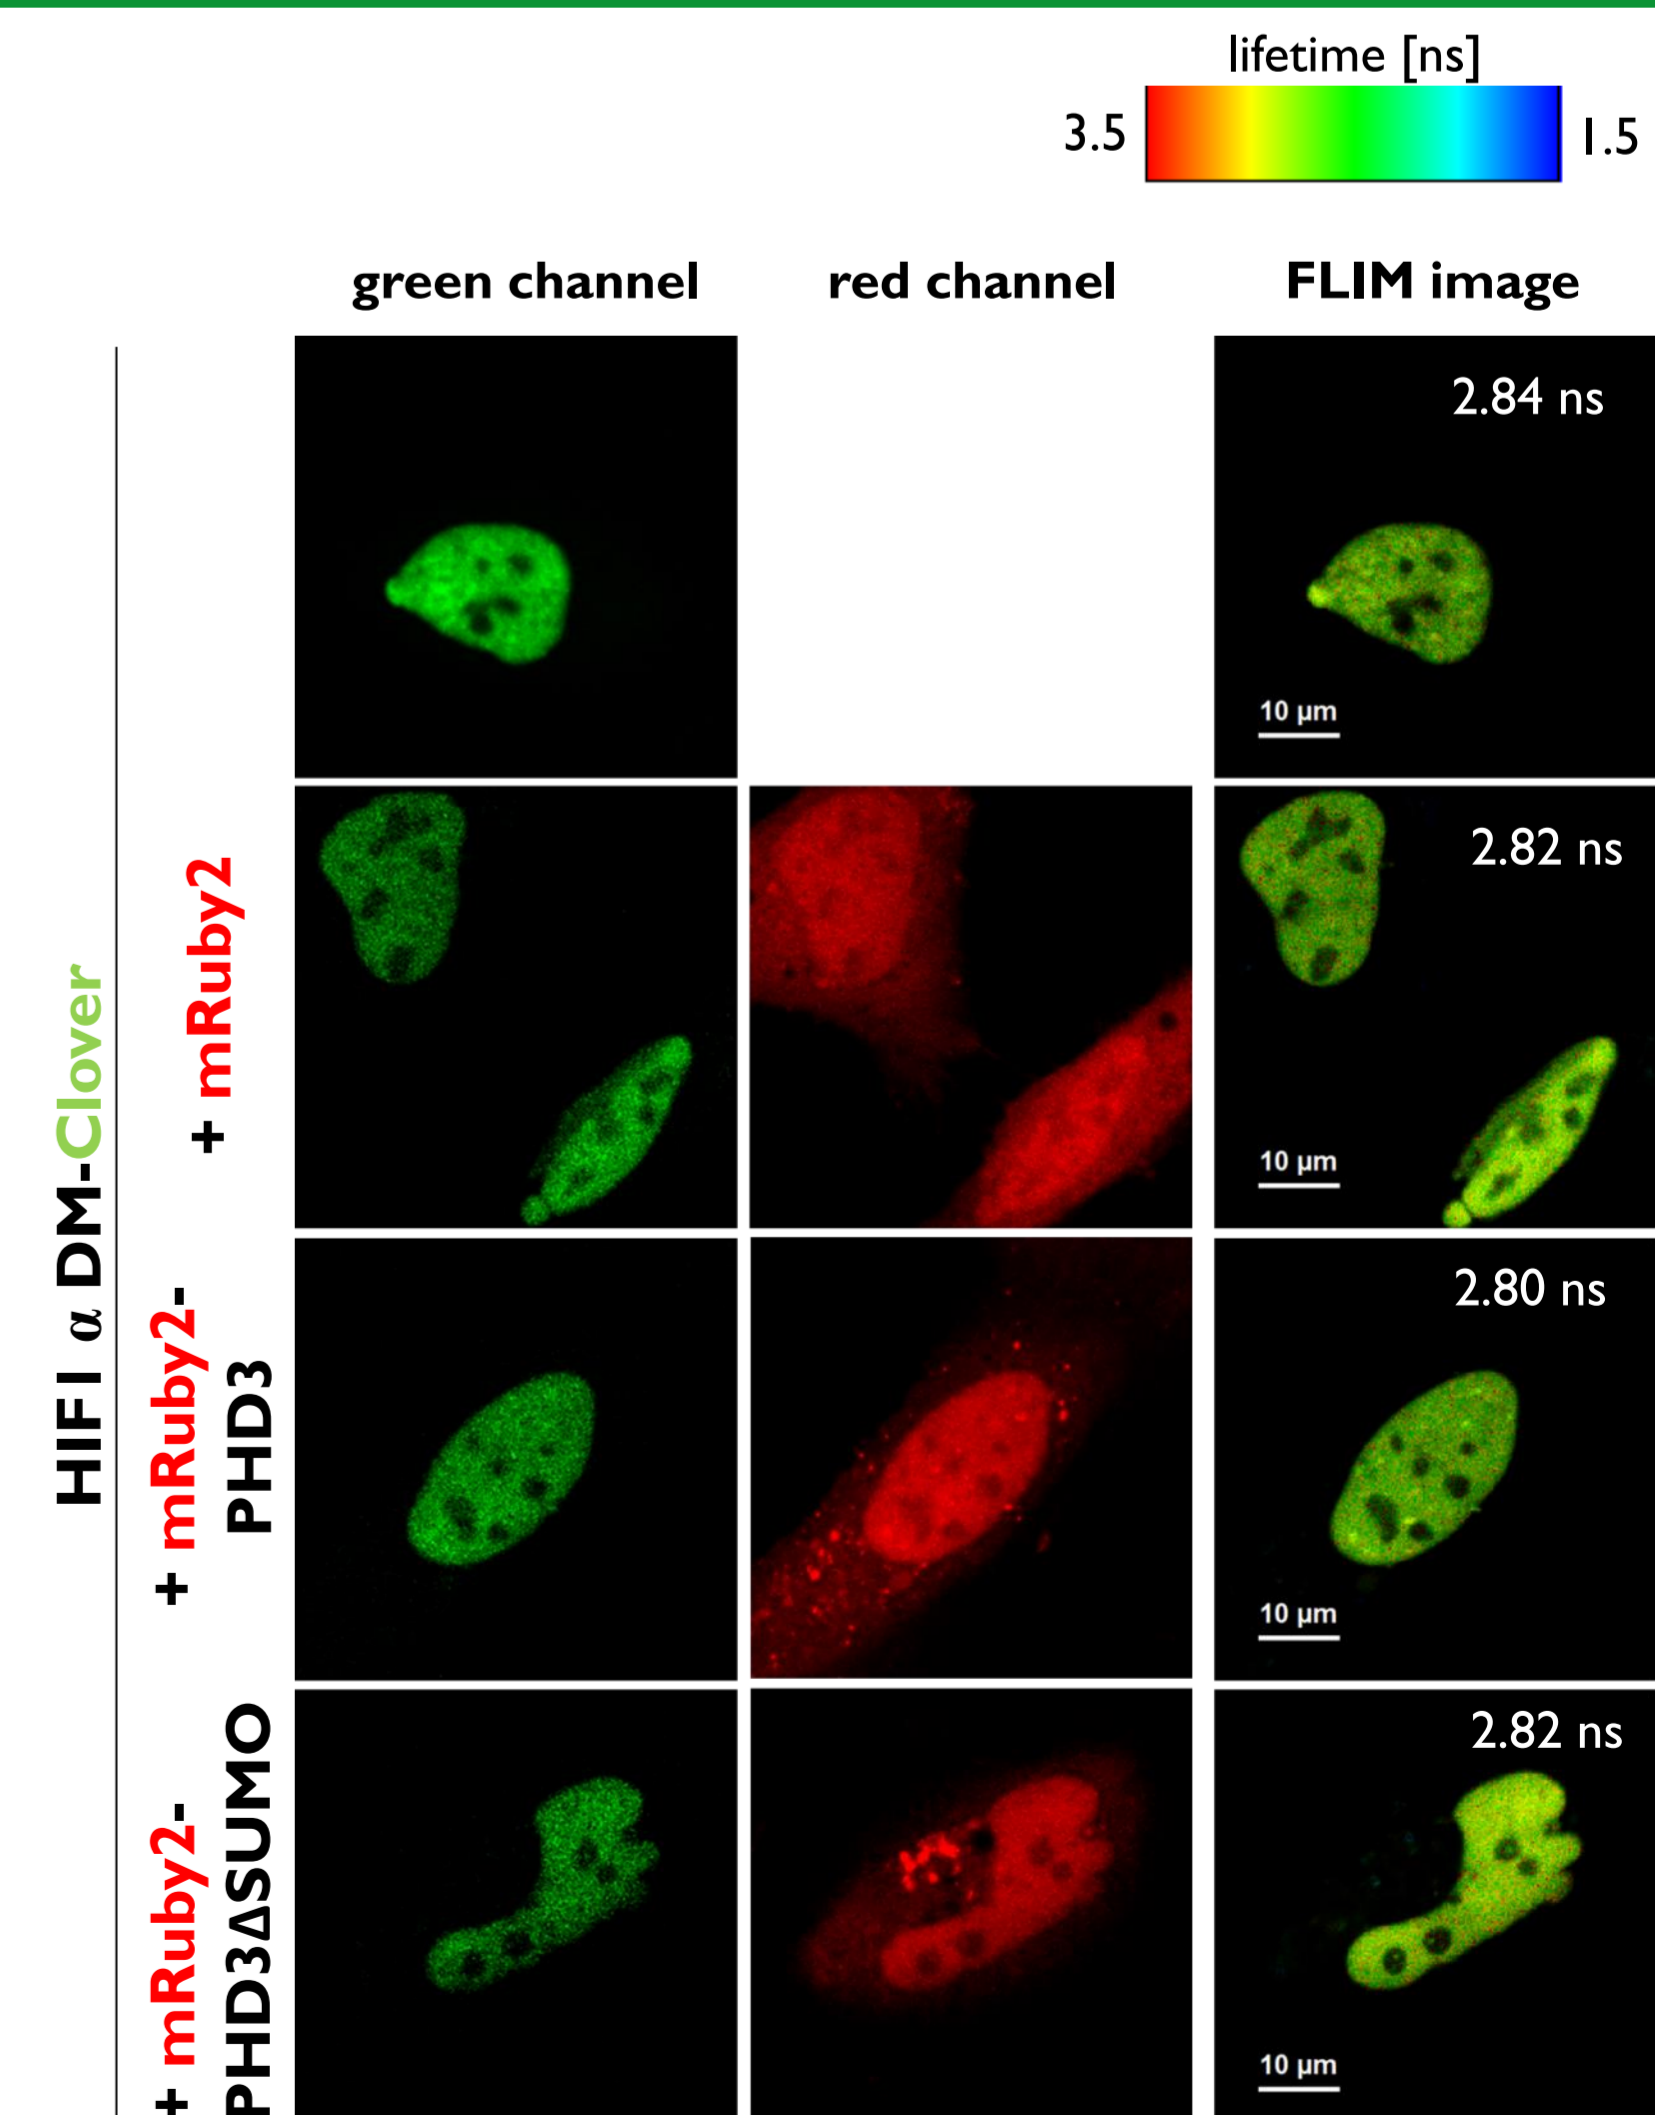 lifetime [ns]
3.5
1.5
green channel
red channel
FLIM image
HIF1 α DM-Clover
2.84 ns
10 µm
+ mRuby2
2.82 ns
10 µm
+ mRuby2-
PHD3
2.80 ns
10 µm
+ mRuby2-
PHD3ΔSUMO
2.82 ns
10 µm